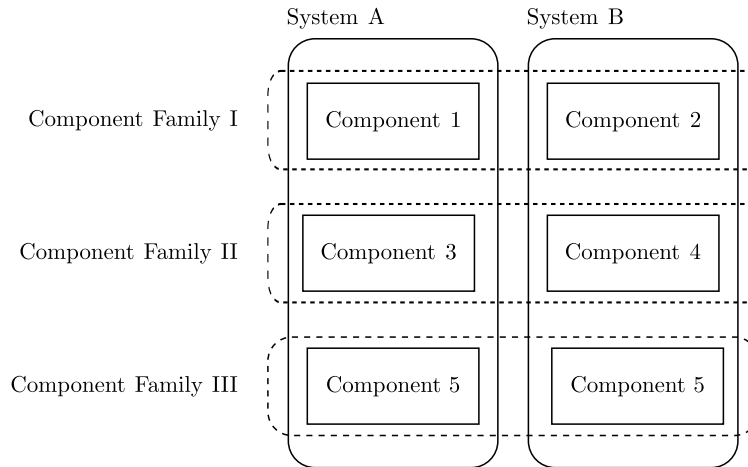 System A
System B
Component Family I
Component 1
Component 2
Component Family II
Component 3
Component 4
Component Family III
Component 5
Component 5